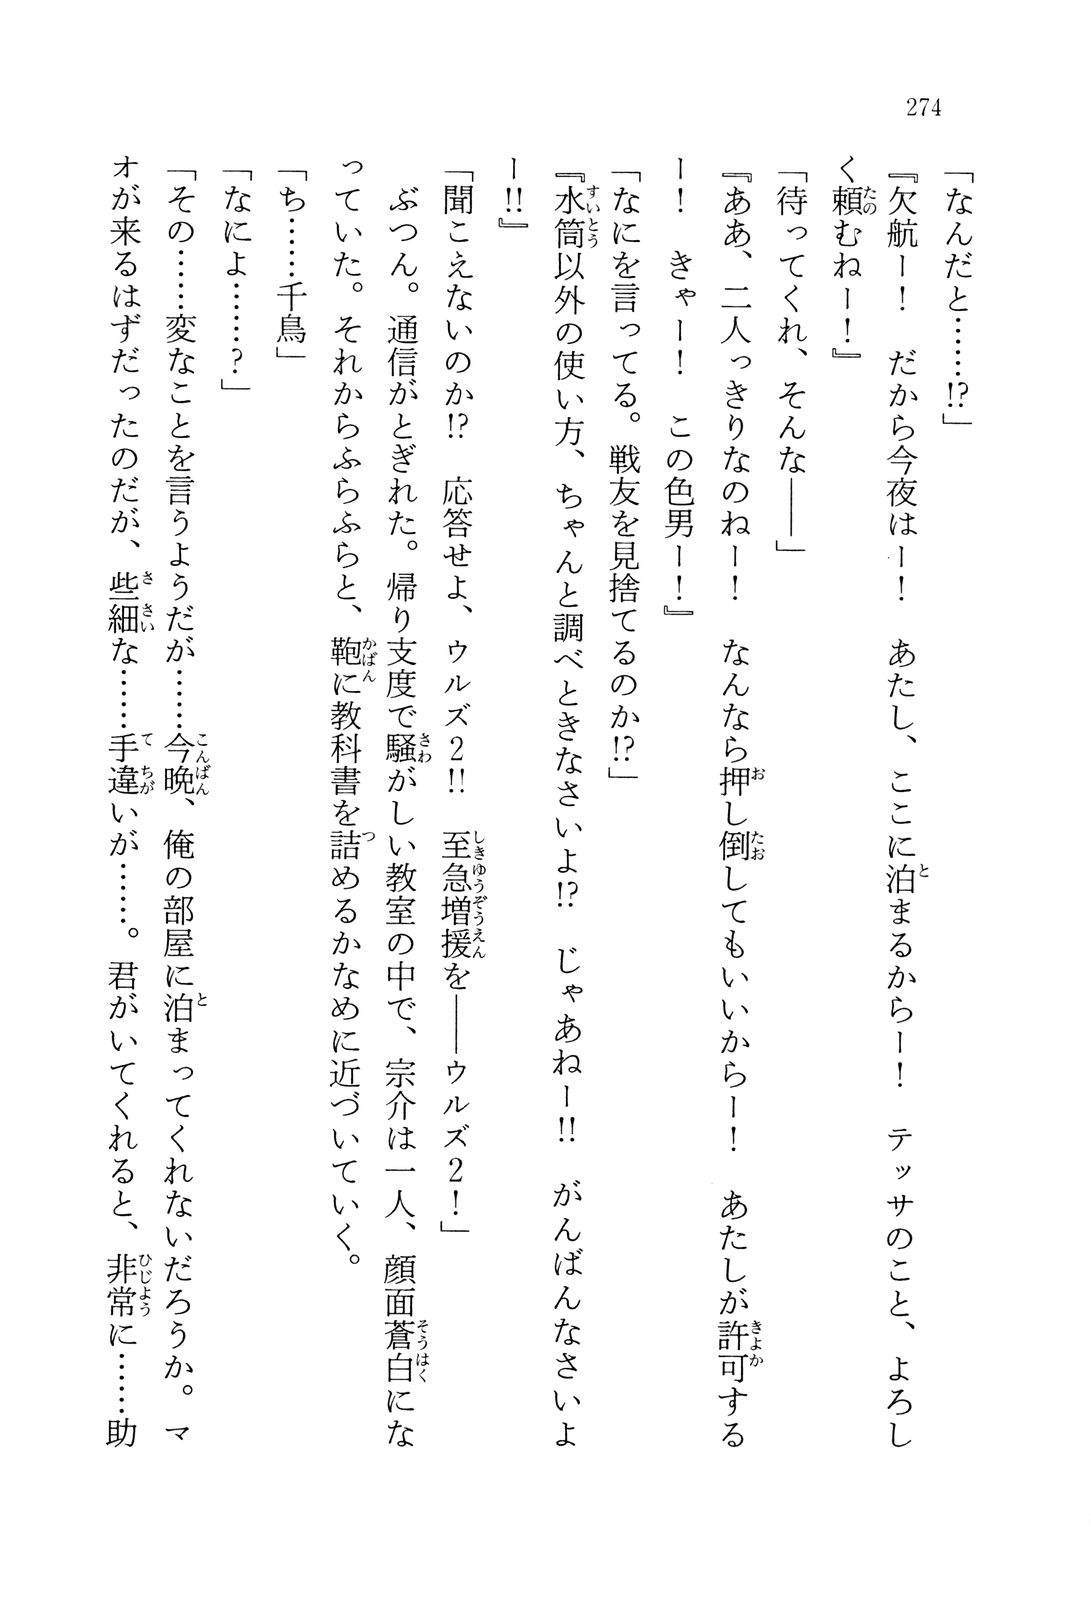 274
「なんだと……!?」
『欠航ー！　だから今夜はー！　あたし、ここに泊まるからー！　テッサのこと、よろし
く頼むねー！』
「待ってくれ、そんな――」
『ああ、二人っきりなのねー！　なんなら押し倒してもいいからー！　あたしが許可する
ー！　きゃー！　この色男ー！』
「なにを言ってる。戦友を見捨てるのか!?」
『水筒以外の使い方、ちゃんと調べときなさいよ!?　じゃあねー!!　がんばんなさいよ
ー!!』
「聞こえないのか!?　応答せよ、ウルズ2!!　至急増援を――ウルズ2！」
　ぶつん。通信がとぎれた。帰り支度で騒がしい教室の中で、宗介は一人、顔面蒼白にな
っていた。それからふらふらと、鞄に教科書を詰めるかなめに近づいていく。
「ち……千鳥」
「なによ……？」
「その……変なことを言うようだが……今晩、俺の部屋に泊まってくれないだろうか。マ
オが来るはずだったのだが、些細な……手違いが……。君がいてくれると、非常に……助